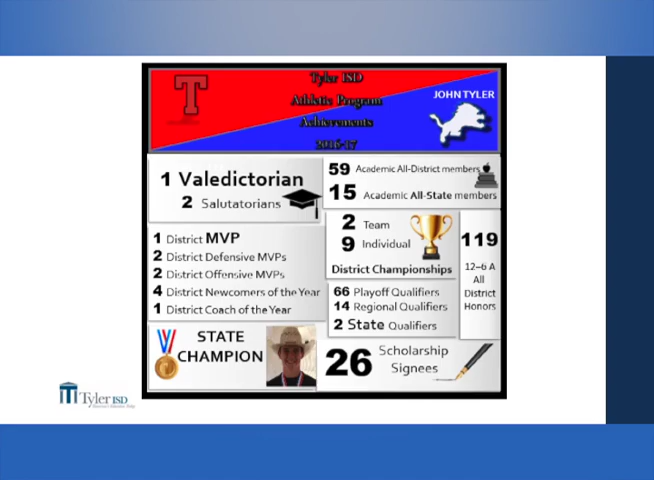 Tyler ISD
Athletic Program
Achievements
2016-17
T
JOHN TYLER
1 Valedictorian
2 Salutatorians
59 Academic All-District members
15 Academic All-State members
1 District MVP
2 District Defensive MVPs
2 District Offensive MVPs
4 District Newcomers of the Year
1 District Coach of the Year
2 Team
9 Individual
District Championships
119
12-6 A
All
District
Honors
66 Playoff Qualifiers
14 Regional Qualifiers
2 State Qualifiers
STATE
CHAMPION
26 Scholarship
Signees
Tyler ISD